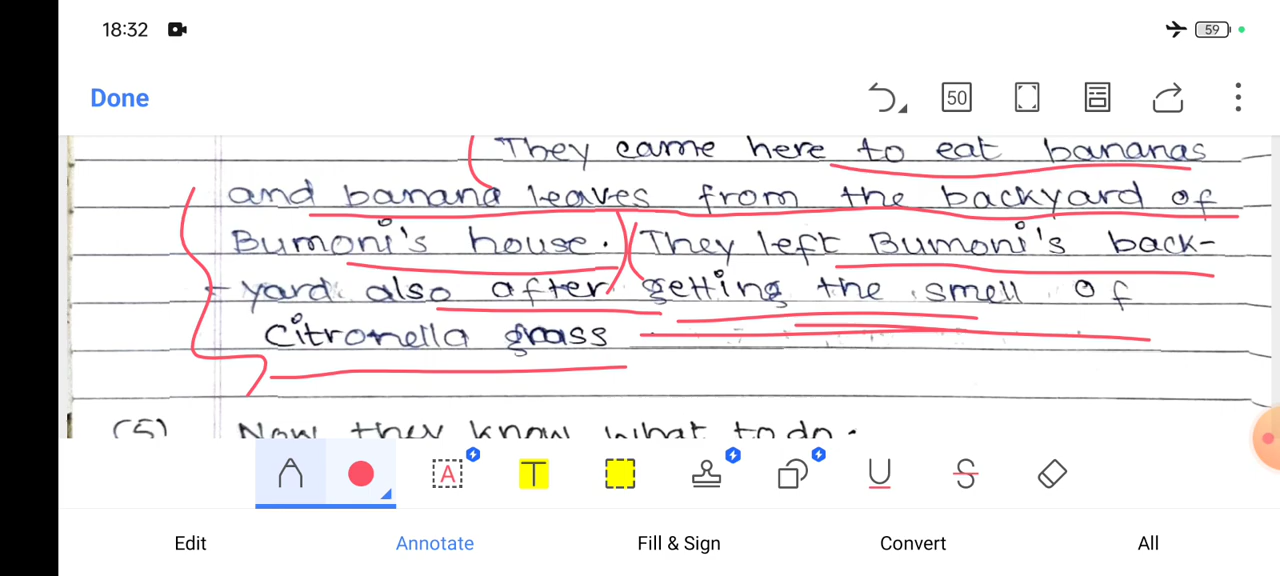 18:32
59
Done
50
They came here to eat bananas
and banana leaves from the backyard of
Bumoni's house. They left Bumoni's back-
yard also after getting the smell of
Citronella grass
(5) Now they know what to do.
A
T
U
S
Edit Annotate Fill & Sign Convert All